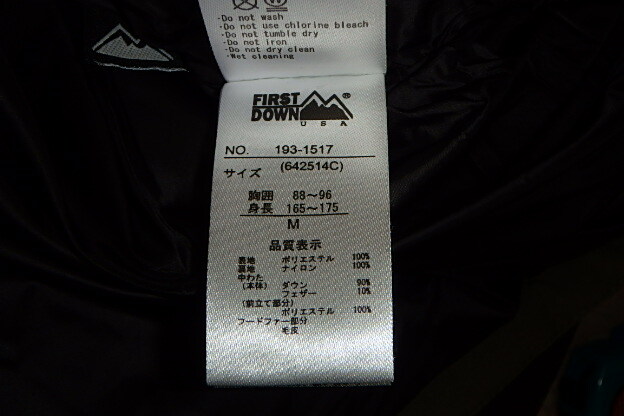 ·Do not wash
·Do not use chlorine bleach
·Do not tumble dry
·Do not iron
·Do not dry clean
·Wet cleaning
FIRST
DOWN ®
USA
NO. 193-1517
サイズ (642514C)
胸囲 88～96
身長 165～175
M
品質表示
表地 ポリエステル 100%
裏地 ナイロン 100%
中わた
(本体) ダウン 90%
フェザー 10%
(前立て部分)
ポリエステル 100%
フードファー部分
毛皮